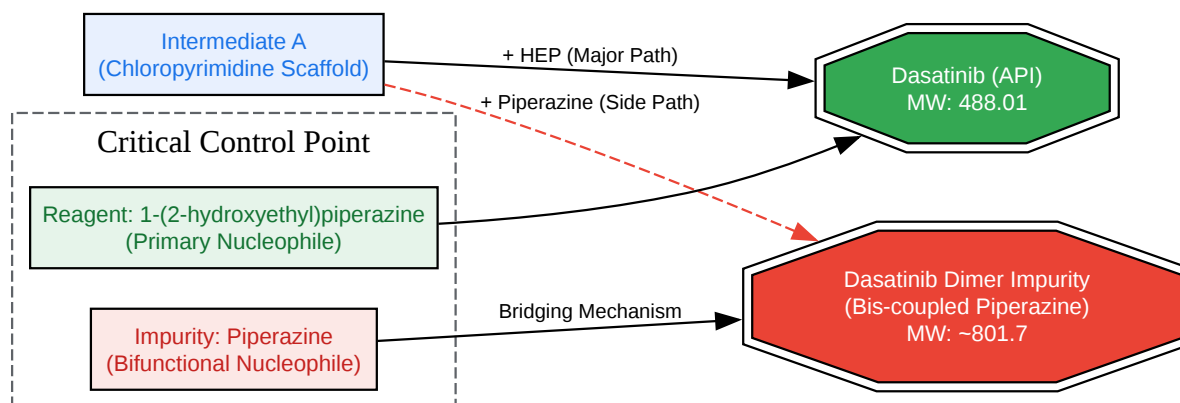 Intermediate A
(Chloropyrimidine Scaffold)
+ HEP (Major Path)
Dasatinib (API)
MW: 488.01
+ Piperazine (Side Path)
Critical Control Point
Reagent: 1-(2-hydroxyethyl)piperazine
(Primary Nucleophile)
Dasatinib Dimer Impurity
(Bis-coupled Piperazine)
MW: ~801.7
Bridging Mechanism
Impurity: Piperazine
(Bifunctional Nucleophile)